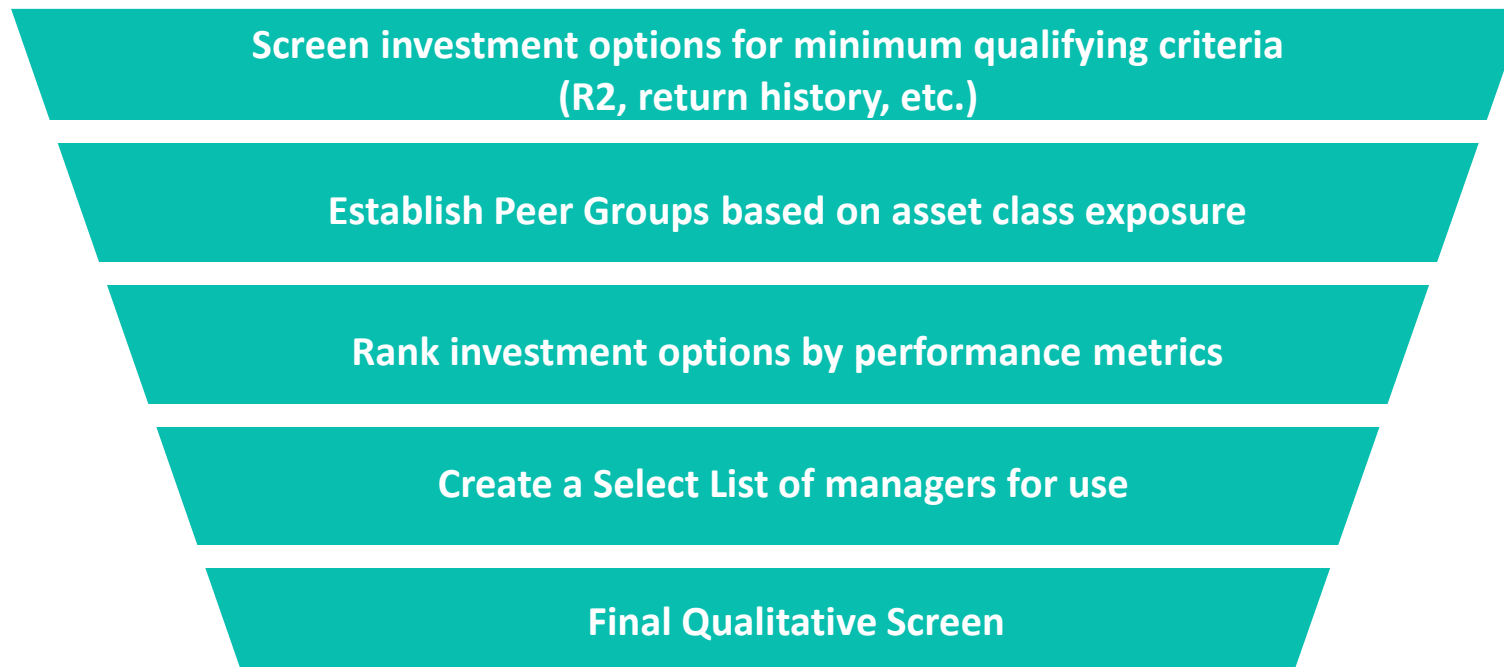 Screen investment options for minimum qualifying criteria
(R2, return history, etc.)
Establish Peer Groups based on asset class exposure
Rank investment options by performance metrics
Create a Select List of managers for use
Final Qualitative Screen